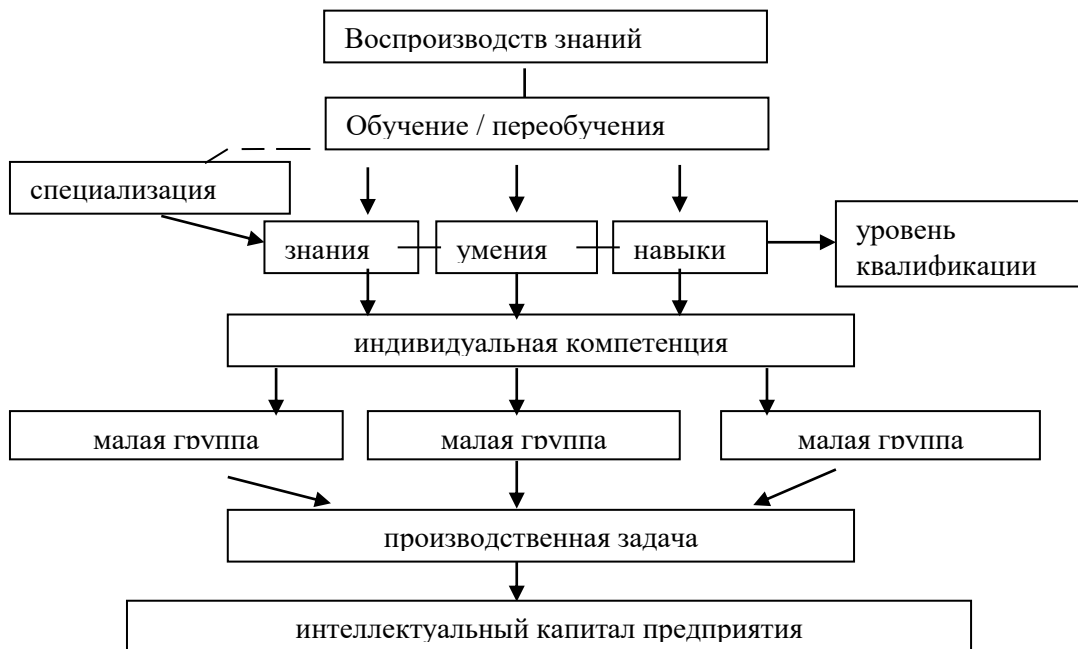 Воспроизводств знаний
Обучение / переобучения
специализация
знания
умения
навыки
уровень
квалификации
индивидуальная компетенция
малая группа
малая группа
малая группа
производственная задача
интеллектуальный капитал предприятия